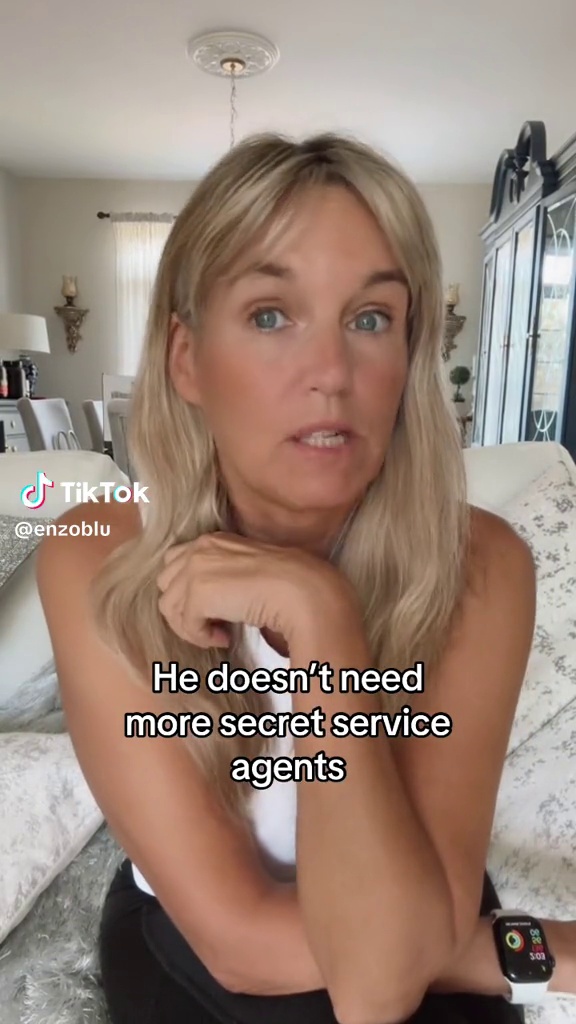 TikTok
@enzoblu
He doesn't need
more secret service
agents